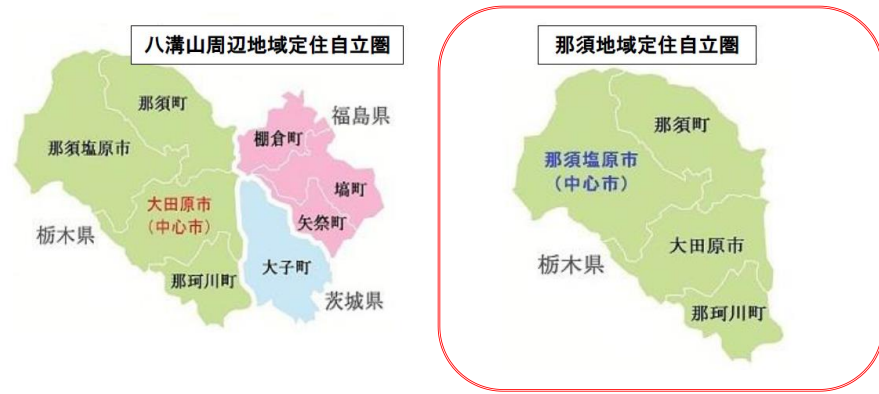 八溝山周辺地域定住自立圏
那須町
那須塩原市
大田原市
(中心市)
那珂川町
栃木県
棚倉町
福島県
塙町
矢祭町
大子町
茨城県
那須地域定住自立圏
那須町
那須塩原市
(中心市)
大田原市
栃木県
那珂川町